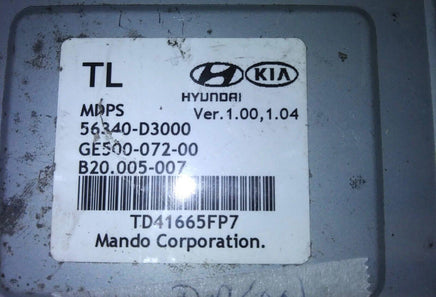 TL
HYUNDAI
KIA
MDPS Ver.1.00,1.04
56340-D3000
GE500-072-00
B20.005-007
TD41665FP7
Mando Corporation.